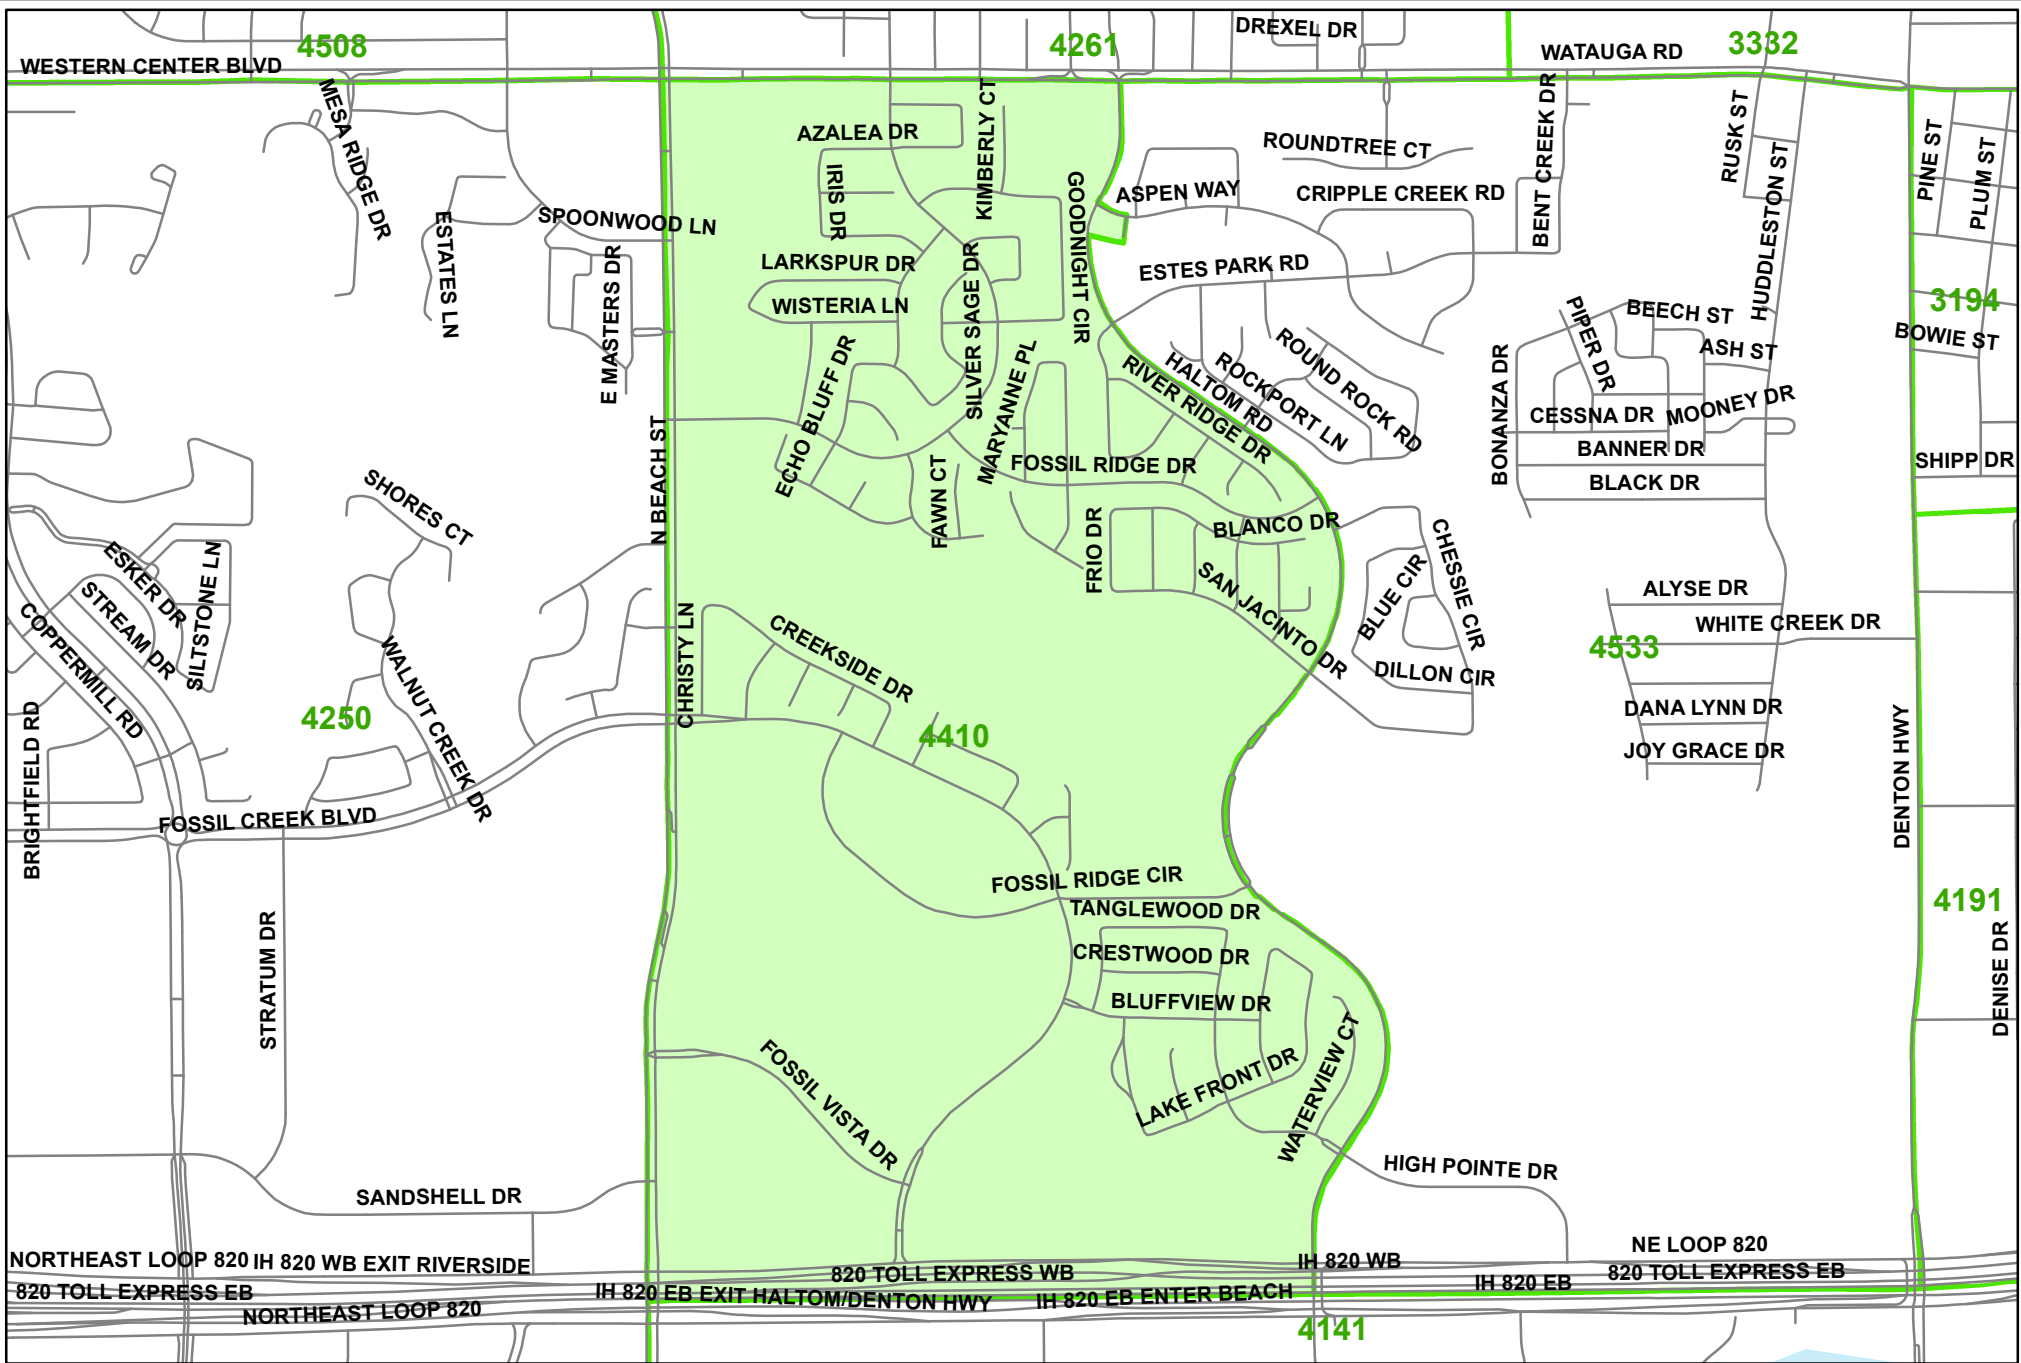 DREXEL DR
4508
4261
3332
WATAUGA RD
WESTERN CENTER BLVD
MESA RIDGE DR
AZALEA DR
KIMBERLY CT
ROUNDTREE CT
BENT CREEK DR
RUSK ST
PINE ST
PLUM ST
IRIS DR
GOODNIGHT CIR
ASPEN WAY
CRIPPLE CREEK RD
HUDDLESTON ST
ESTATES LN
SPOONWOOD LN
E MASTERS DR
LARKSPUR DR
SILVER SAGE DR
ESTES PARK RD
WISTERIA LN
3194
PIPER DR
BEECH ST
BOWIE ST
ASH ST
ECHO BLUFF DR
MARYANNE PL
RIVER RIDGE DR
HALTOM RD
ROCKPORT LN
ROUND ROCK RD
BONANZA DR
CESSNA DR
MOONEY DR
BANNER DR
N BEACH ST
FOSSIL RIDGE DR
SHIPP DR
BLACK DR
SHORES CT
FAWN CT
FRIO DR
BLANCO DR
CHESSIE CIR
ESKER DR
SILTSTONE LN
STREAM DR
COPPERMILL RD
SAN JACINTO DR
BLUE CIR
ALYSE DR
WHITE CREEK DR
4533
WALNUT CREEK DR
CHRISTY LN
CREEKSIDE DR
DILLON CIR
DANA LYNN DR
BRIGHTFIELD RD
4250
4410
JOY GRACE DR
DENTON HWY
FOSSIL CREEK BLVD
FOSSIL RIDGE CIR
4191
TANGLEWOOD DR
STRATUM DR
CRESTWOOD DR
DENISE DR
BLUFFVIEW DR
FOSSIL VISTA DR
LAKE FRONT DR
WATERVIEW CT
HIGH POINTE DR
SANDSHELL DR
NORTHEAST LOOP 820
IH 820 WB EXIT RIVERSIDE
IH 820 WB
NE LOOP 820
820 TOLL EXPRESS WB
820 TOLL EXPRESS EB
820 TOLL EXPRESS EB
IH 820 EB EXIT HALTOM/DENTON HWY
IH 820 EB ENTER BEACH
IH 820 EB
NORTHEAST LOOP 820
4141